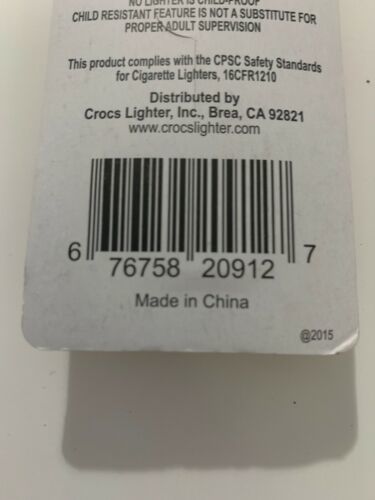 NO LIGHTER IS CHILD-PROOF
CHILD RESISTANT FEATURE IS NOT A SUBSTITUTE FOR
PROPER ADULT SUPERVISION
This product complies with the CPSC Safety Standards
for Cigarette Lighters, 16CFR1210
Distributed by
Crocs Lighter, Inc., Brea, CA 92821
www.crocslighter.com
6 76758 20912 7
Made in China
@2015